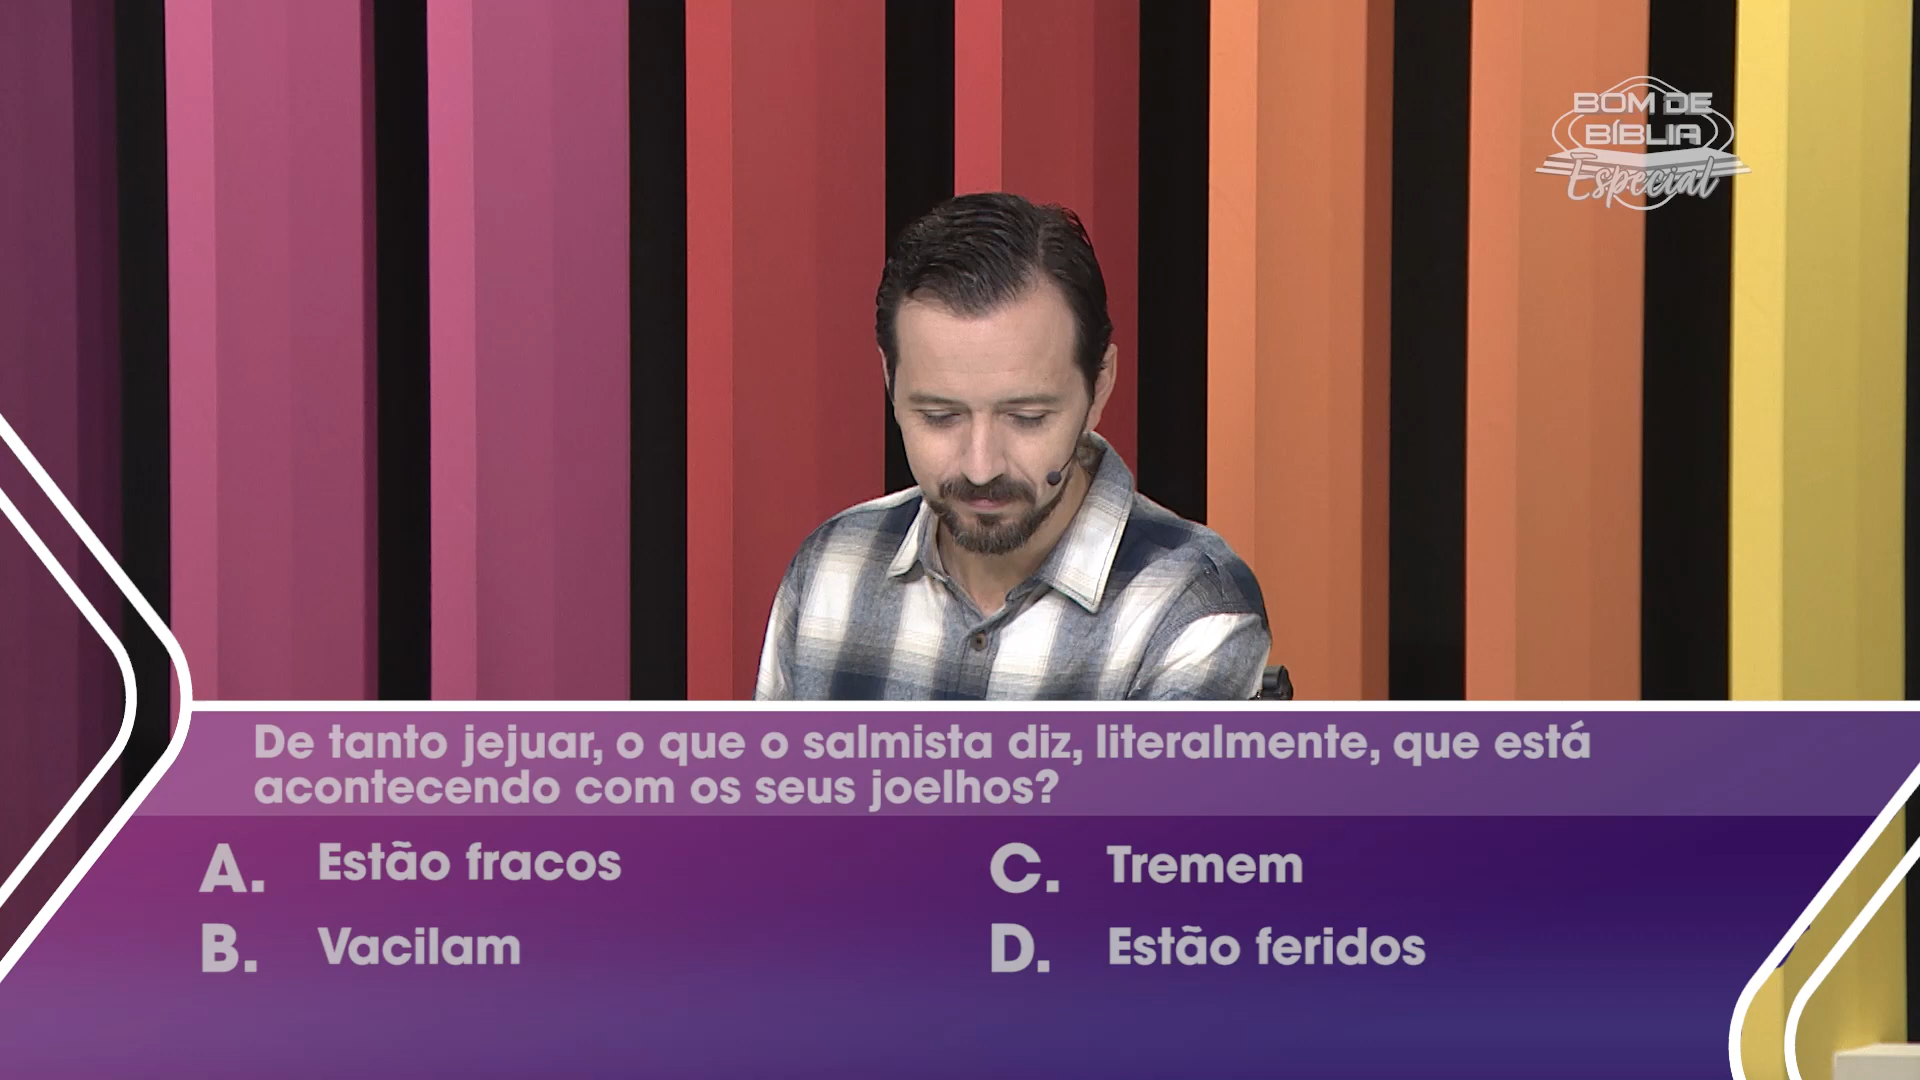 BOM DE
BÍBLIA
Especial
De tanto jejuar, o que o salmista diz, literalmente, que está
acontecendo com os seus joelhos?
A. Estão fracos
C. Tremem
B. Vacilam
D. Estão feridos